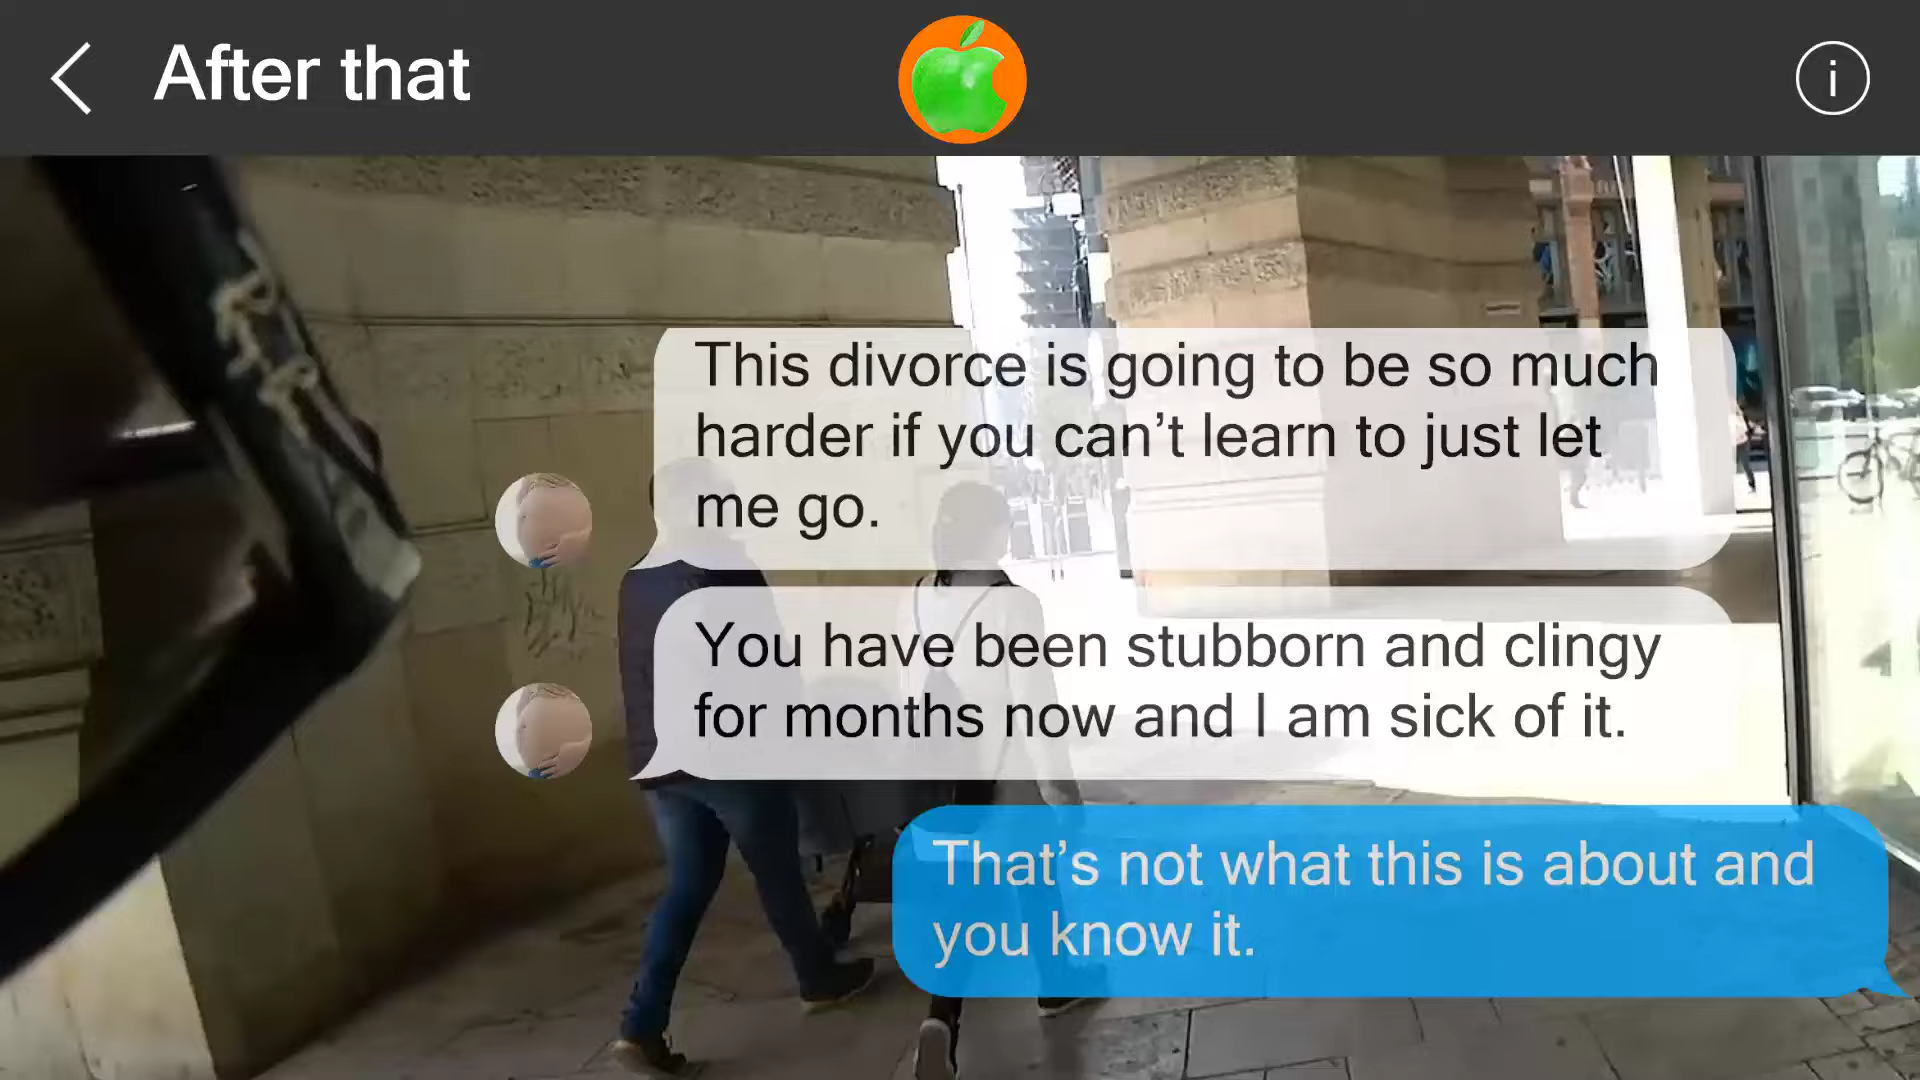 After that
This divorce is going to be so much
harder if you can’t learn to just let
me go.
You have been stubborn and clingy
for months now and I am sick of it.
That’s not what this is about and
you know it.